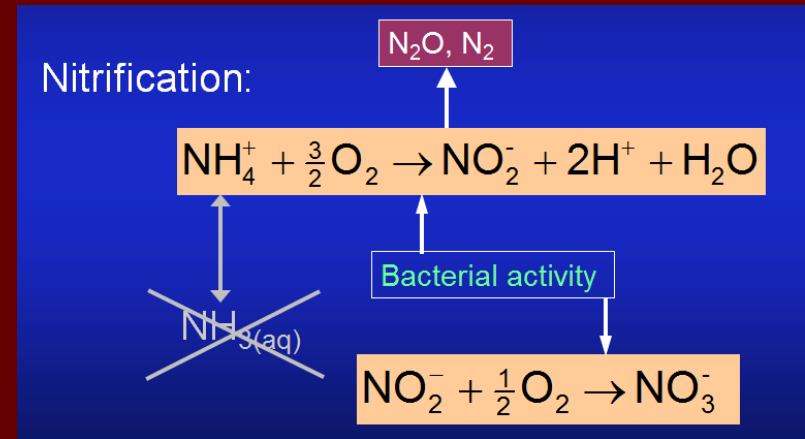 N₂O, N₂
Nitrification:
NH₄⁺ + 3/2 O₂ → NO₂⁻ + 2H⁺ + H₂O
Bacterial activity
NH₃(aq)
NO₂⁻ + 1/2 O₂ → NO₃⁻